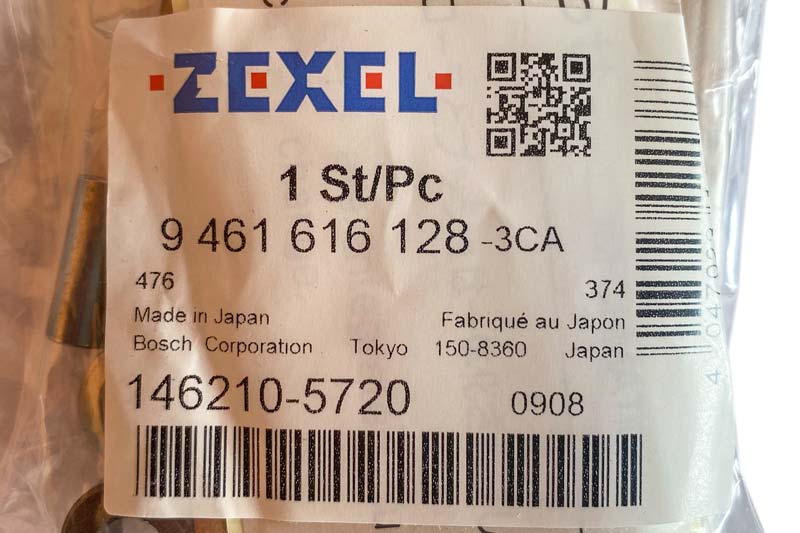 ZEXEL
1 St/Pc
9 461 616 128 -3CA
476 374
Made in Japan Fabriqué au Japon
Bosch Corporation Tokyo 150-8360 Japan
146210-5720 0908